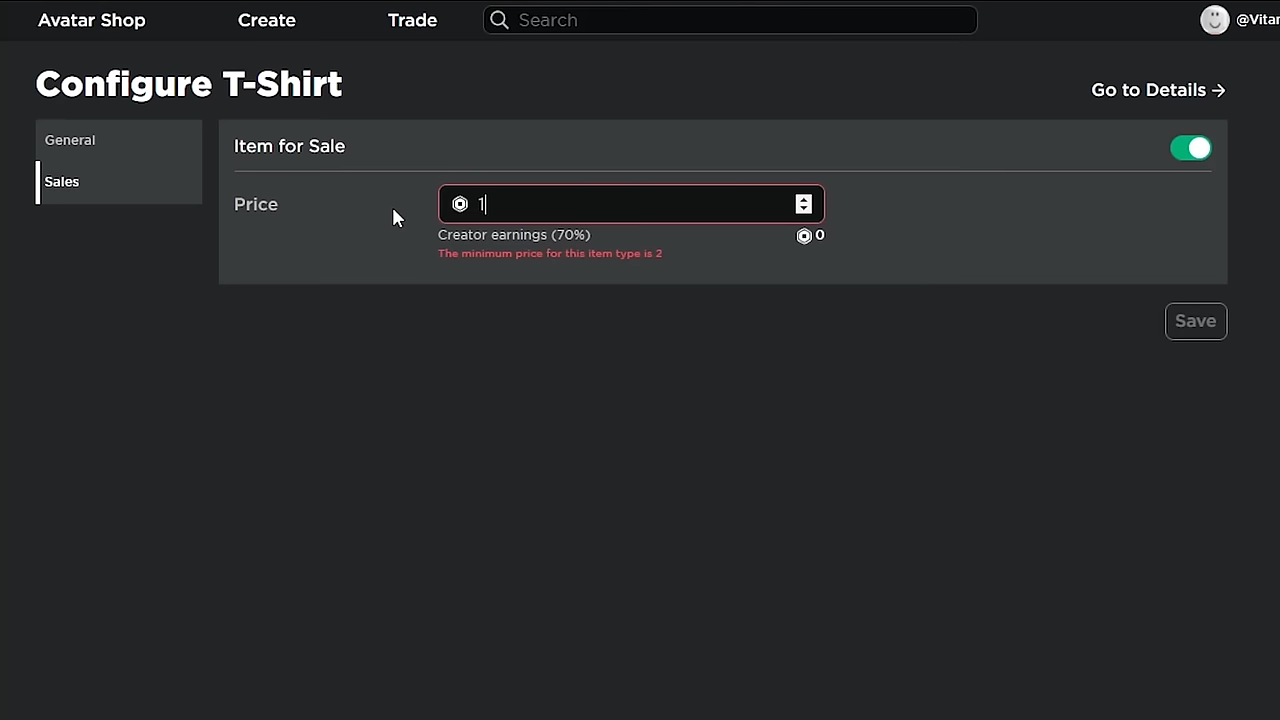 Avatar Shop Create Trade Search @Vitar
Configure T-Shirt
Go to Details →
General
Sales
Item for Sale
Price
1
Creator earnings (70%) 0
The minimum price for this item type is 2
Save